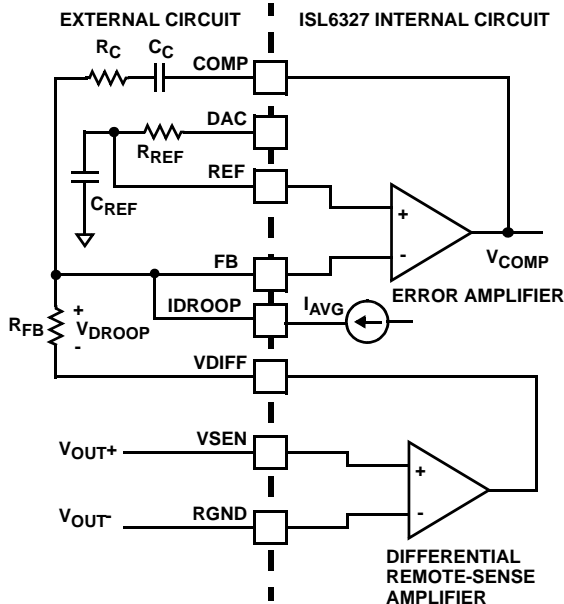 EXTERNAL CIRCUIT
ISL6327 INTERNAL CIRCUIT
RC
CC
COMP
DAC
RREF
REF
CREF
+
-
VCOMP
FB
ERROR AMPLIFIER
IDROOP
IAVG
RFB
+
VDROOP
-
VDIFF
VOUT+
VSEN
+
VOUT-
RGND
-
DIFFERENTIAL
REMOTE-SENSE
AMPLIFIER